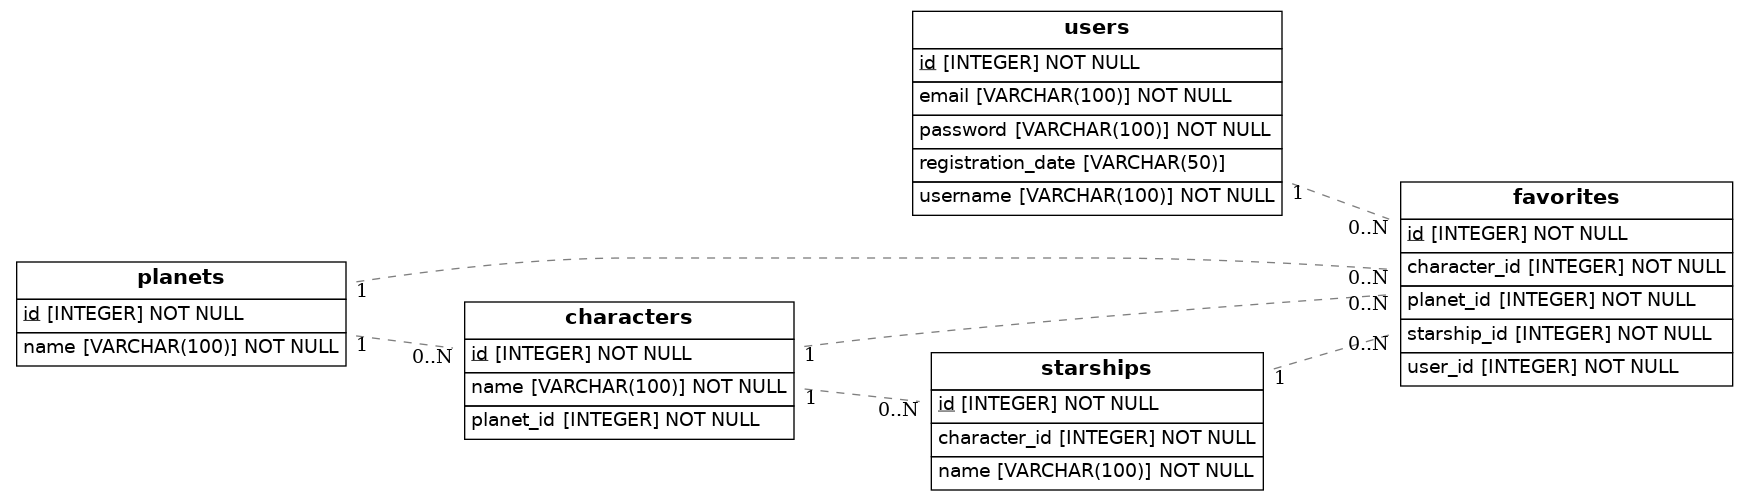 users
id [INTEGER] NOT NULL
email [VARCHAR(100)] NOT NULL
password [VARCHAR(100)] NOT NULL
registration_date [VARCHAR(50)]
username [VARCHAR(100)] NOT NULL
1
0..N
favorites
id [INTEGER] NOT NULL
character_id [INTEGER] NOT NULL
planet_id [INTEGER] NOT NULL
starship_id [INTEGER] NOT NULL
user_id [INTEGER] NOT NULL
planets
id [INTEGER] NOT NULL
name [VARCHAR(100)] NOT NULL
1
0..N
1
0..N
characters
id [INTEGER] NOT NULL
name [VARCHAR(100)] NOT NULL
planet_id [INTEGER] NOT NULL
1
0..N
1
0..N
starships
id [INTEGER] NOT NULL
character_id [INTEGER] NOT NULL
name [VARCHAR(100)] NOT NULL
1
0..N